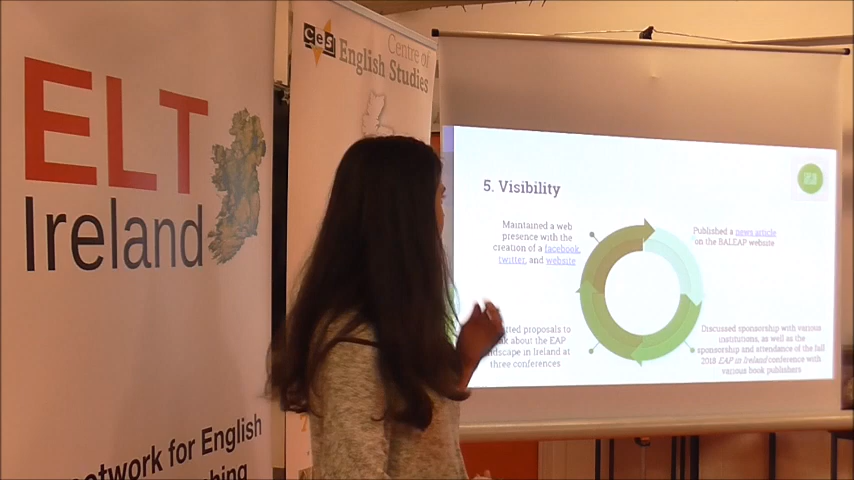 ELT
Ireland
network for English
ces
Centre of
English Studies
5. Visibility
Maintained a web
presence with the
creation of a facebook,
twitter, and website
Published a news article
on the BALEAP website
proposals to
about the EAP
in Ireland at
three conferences
Discussed sponsorship with various
institutions, as well as the
sponsorship and attendance of the fall
2018 EAP in Ireland conference with
various book publishers